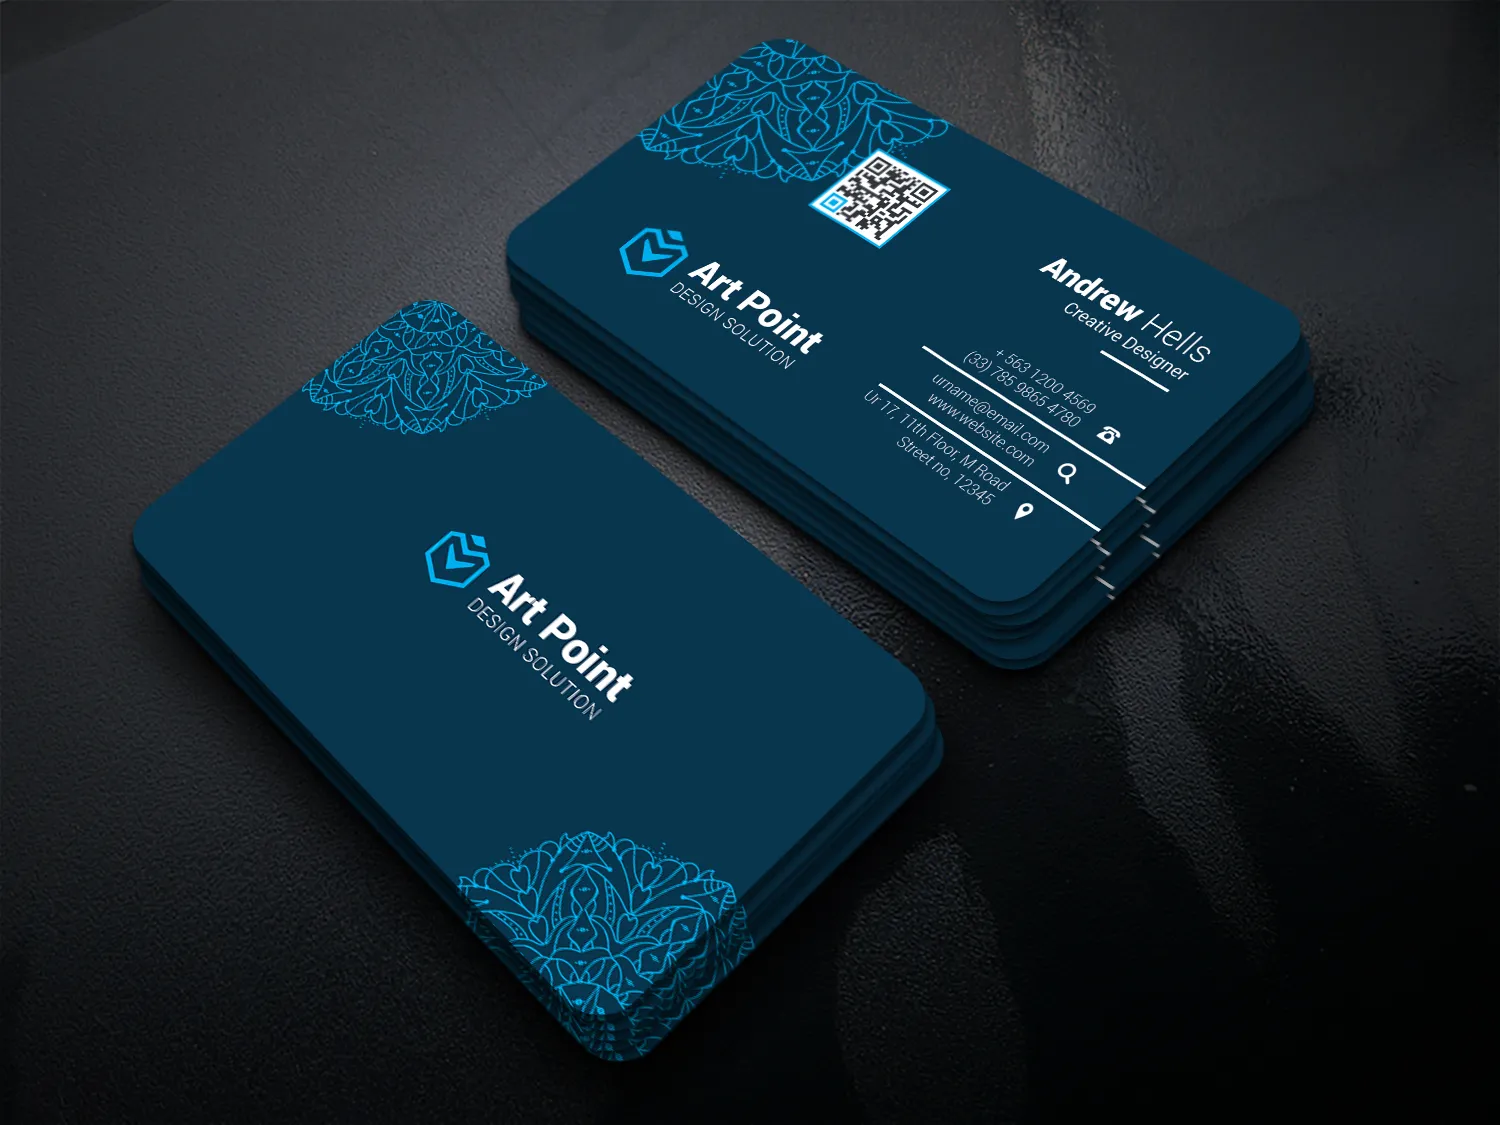 Art Point
DESIGN SOLUTION
Andrew Hells
Creative Designer
+ 563 1200 4569
(33) 785 9865 4780
urname@email.com
www.website.com
Ur 17, 11th Floor, M Road
Street no, 12345
Art Point
DESIGN SOLUTION